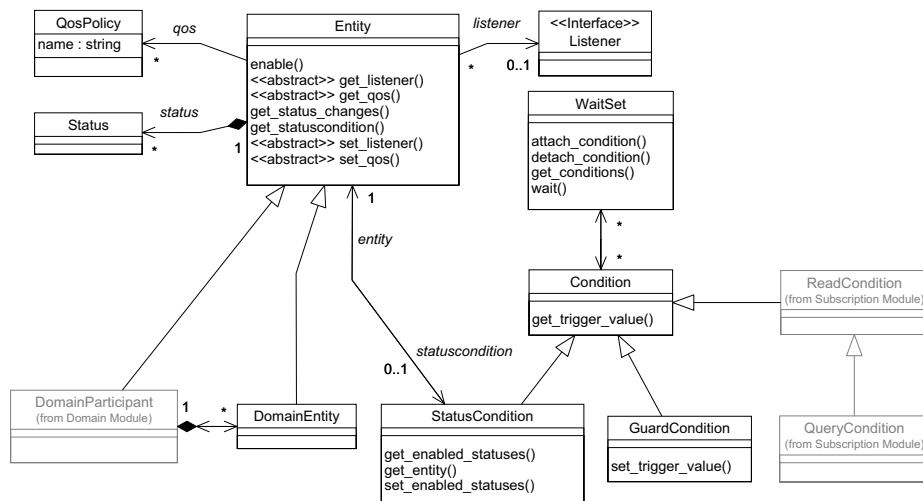 QosPolicy
name : string
qos
*
Entity
enable()
<<abstract>> get_listener()
<<abstract>> get_qos()
get_status_changes()
get_statuscondition()
<<abstract>> set_listener()
<<abstract>> set_qos()
listener
*
0..1
<<Interface>>
Listener
Status
status
*
1
WaitSet
attach_condition()
detach_condition()
get_conditions()
wait()
1
entity
*
*
Condition
get_trigger_value()
ReadCondition
(from Subscription Module)
statuscondition
0..1
DomainParticipant
(from Domain Module)
1
*
DomainEntity
StatusCondition
get_enabled_statuses()
get_entity()
set_enabled_statuses()
GuardCondition
set_trigger_value()
QueryCondition
(from Subscription Module)